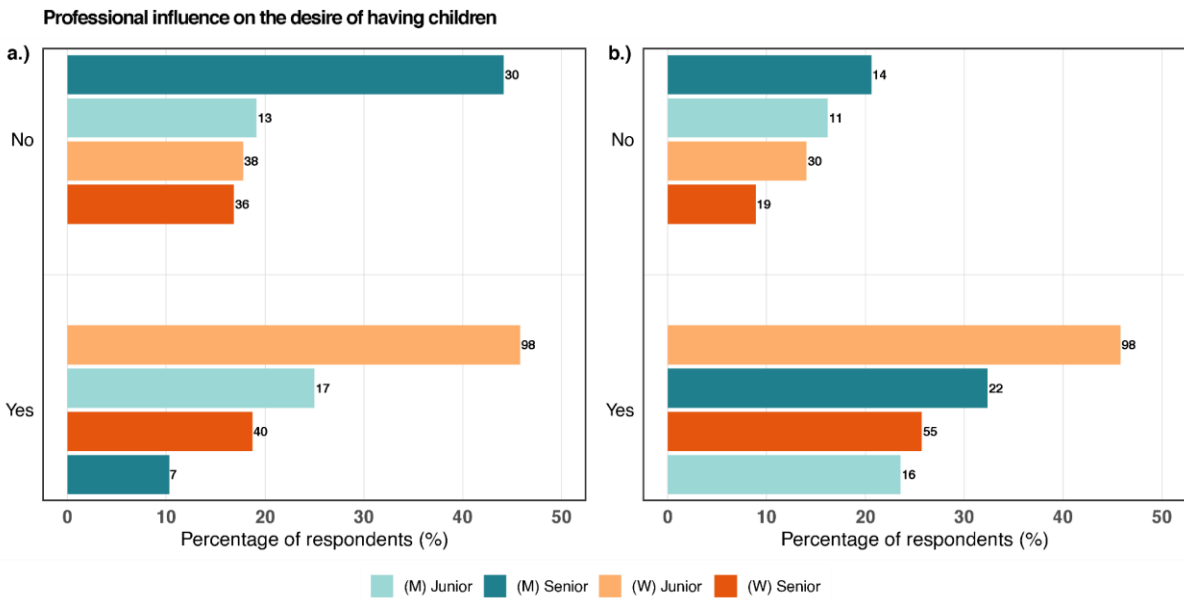 Professional influence on the desire of having children
a.)
No
30
13
38
36
Yes
98
17
40
7
0 10 20 30 40 50
Percentage of respondents (%)
b.)
No
14
11
30
19
Yes
98
22
55
16
0 10 20 30 40 50
Percentage of respondents (%)
(M) Junior (M) Senior (W) Junior (W) Senior